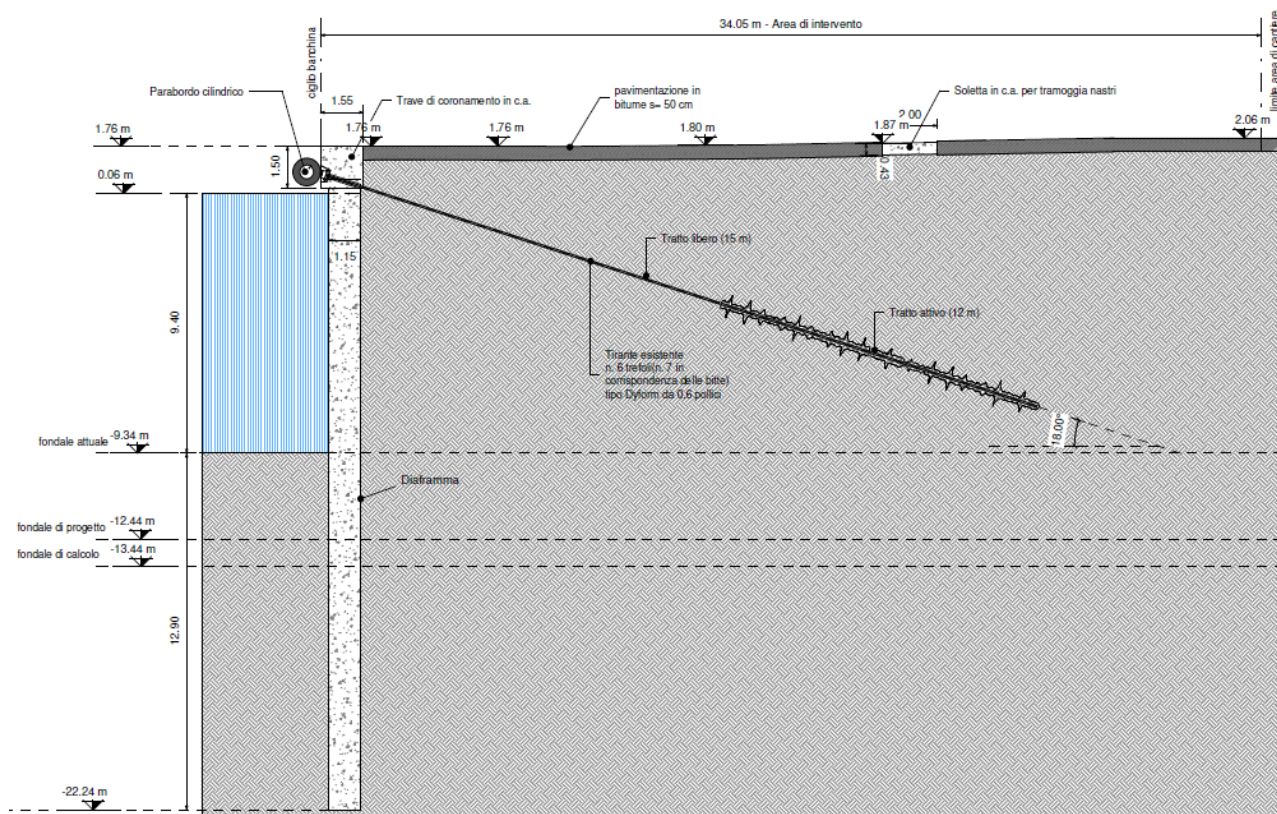 34.05 m - Area di intervento
ciglio banchina
limite area di cantiere
Parabordo cilindrico
1.55
Trave di coronamento in c.a.
pavimentazione in
bitume s= 50 cm
Soletta in c.a. per tramoggia nastri
2.00
1.76 m
1.76 m
1.76 m
1.80 m
1.87 m
2.06 m
1.50
0.43
0.06 m
1.15
Tratto libero (15 m)
9.40
Tratto attivo (12 m)
Tirante esistente
n. 6 trefoli(n. 7 in
corrispondenza delle bitte)
tipo Dyform da 0,6 pollici
18.00°
fondale attuale
-9.34 m
Diaframma
fondale di progetto
-12.44 m
fondale di calcolo
-13.44 m
12.90
-22.24 m